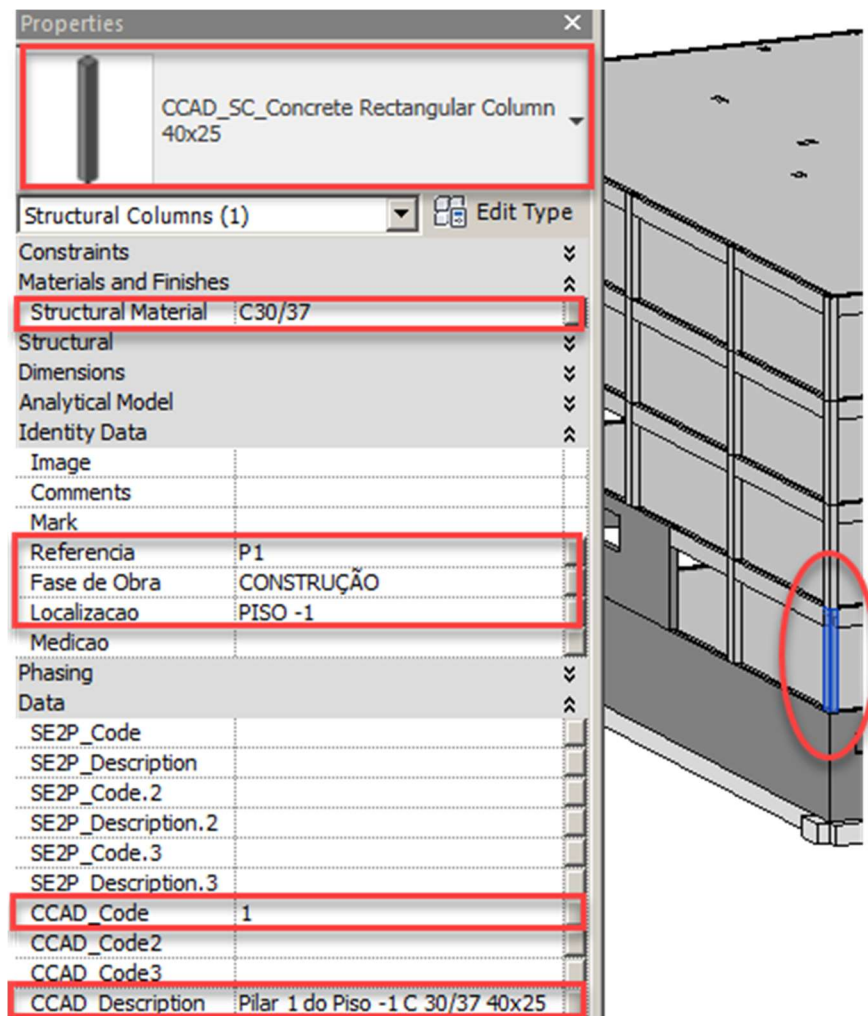 Properties
CCAD_SC_Concrete Rectangular Column
40x25
Structural Columns (1)
Edit Type
Constraints
Materials and Finishes
Structural Material C30/37
Structural
Dimensions
Analytical Model
Identity Data
Image
Comments
Mark
Referência P1
Fase de Obra CONSTRUÇÃO
Localizacao PISO -1
Medicao
Phasing
Data
SE2P_Code
SE2P_Description
SE2P_Code.2
SE2P_Description.2
SE2P_Code.3
SE2P_Description.3
CCAD_Code 1
CCAD_Code2
CCAD_Code3
CCAD_Description Pilar 1 do Piso -1 C 30/37 40x25